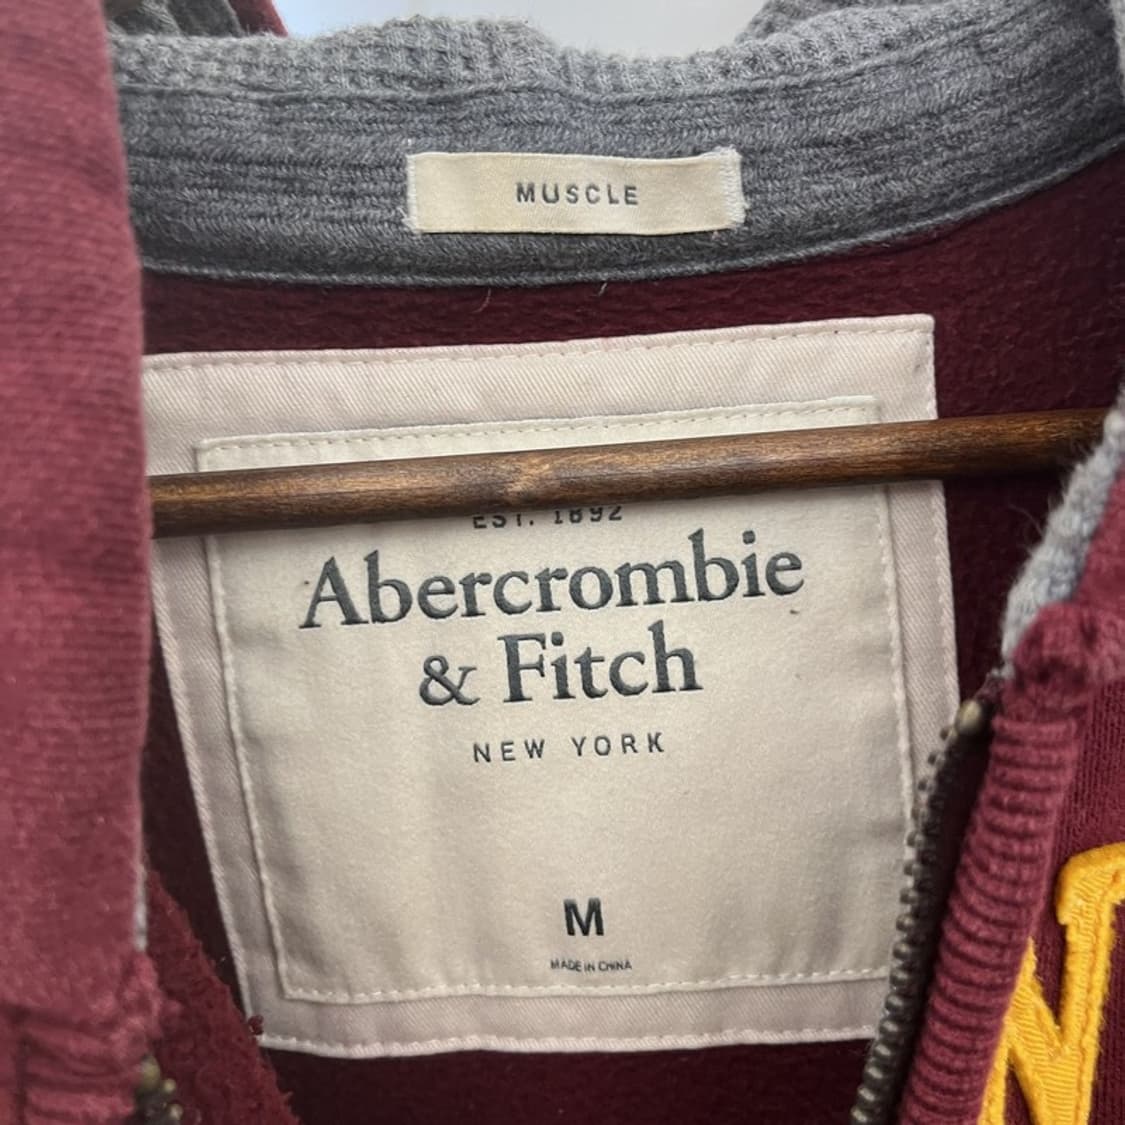 MUSCLE
EST. 1892
Abercrombie
& Fitch
NEW YORK
M
MADE IN CHINA
N